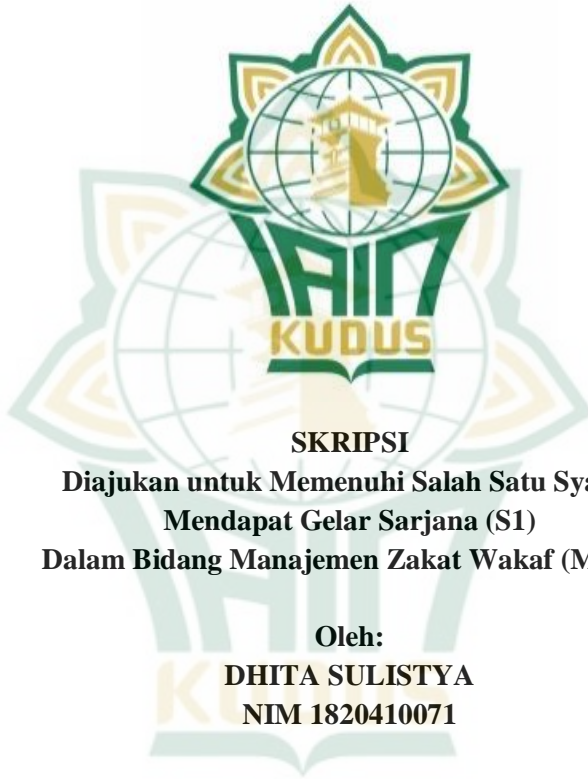 IAIN
KUDUS
SKRIPSI
Diajukan untuk Memenuhi Salah Satu
Mendapat Gelar Sarjana (S1)
Dalam Bidang Manajemen Zakat Wakaf
Oleh:
DHITA SULISTYA
NIM 1820410071